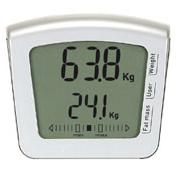 63.8 Kg
24.1 Kg
Weight
User
Fat mass